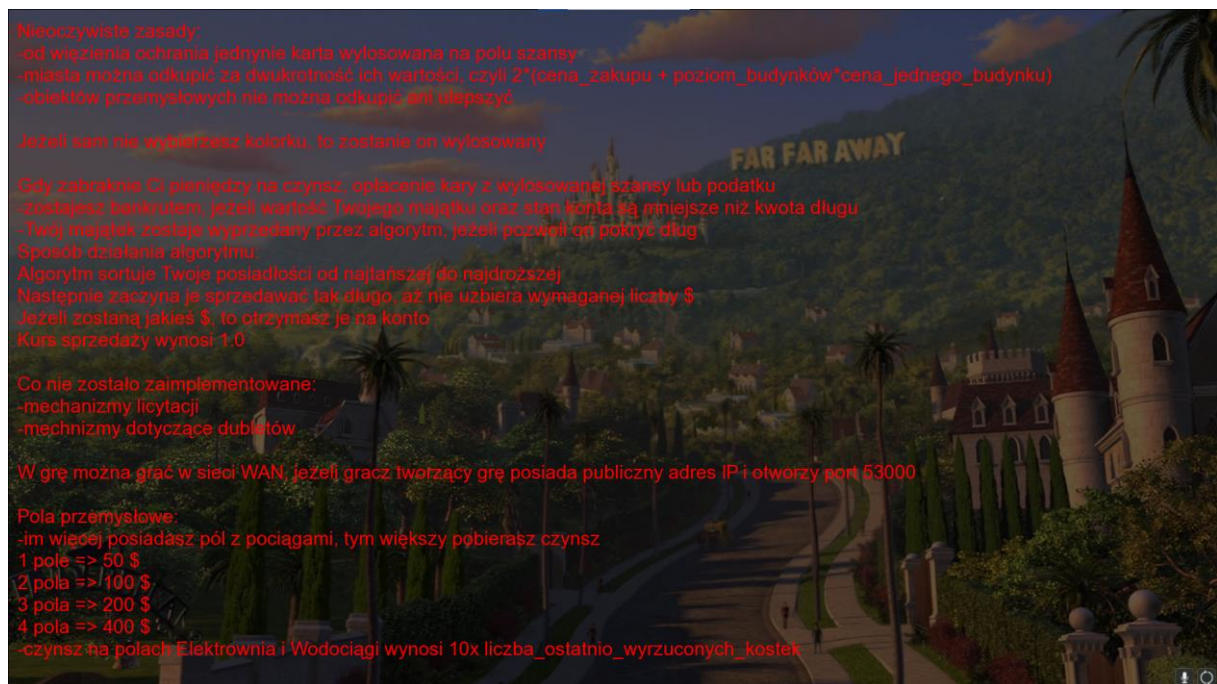 Nieoczywiste zasady:
-od więzienia ochrania jednynie karta wylosowana na polu szansy
-miasta można odkupić za dwukrotność ich wartości, czyli 2*(cena_zakupu + poziom_budynków*cena_jednego_budynku)
-obiektów przemysłowych nie można odkupić ani ulepszyć
Jeżeli sam nie wybierzesz kolorku, to zostanie on wylosowany
FAR FAR AWAY
Gdy zabraknie Ci pieniędzy na czynsz, opłacenie kary z wylosowanej szansy lub podatku
-zostajesz bankrutem, jeżeli wartość Twojego majątku oraz stan konta są mniejsze niż kwota długu
-Twój majątek zostaje wyprzedany przez algorytm, jeżeli pozwoli on pokryć dług
Sposób działania algorytmu:
Algorytm sortuje Twoje posiadłości od najtańszej do najdroższej
Następnie zaczyna je sprzedawać tak długo, aż nie uzbiera wymaganej liczby $
Jeżeli zostaną jakieś $, to otrzymasz je na konto
Kurs sprzedaży wynosi 1.0
Co nie zostało zaimplementowane:
-mechanizmy licytacji
-mechnizmy dotyczące dubletów
W grę można grać w sieci WAN, jeżeli gracz tworzący grę posiada publiczny adres IP i otworzy port 53000
Pola przemysłowe:
-im więcej posiadasz pól z pociągami, tym większy pobierasz czynsz
1 pole => 50 $
2 pola => 100 $
3 pola => 200 $
4 pola => 400 $
-czynsz na polach Elektrownia i Wodociągi wynosi 10x liczba_ostatnio_wyrzuconych_kostek